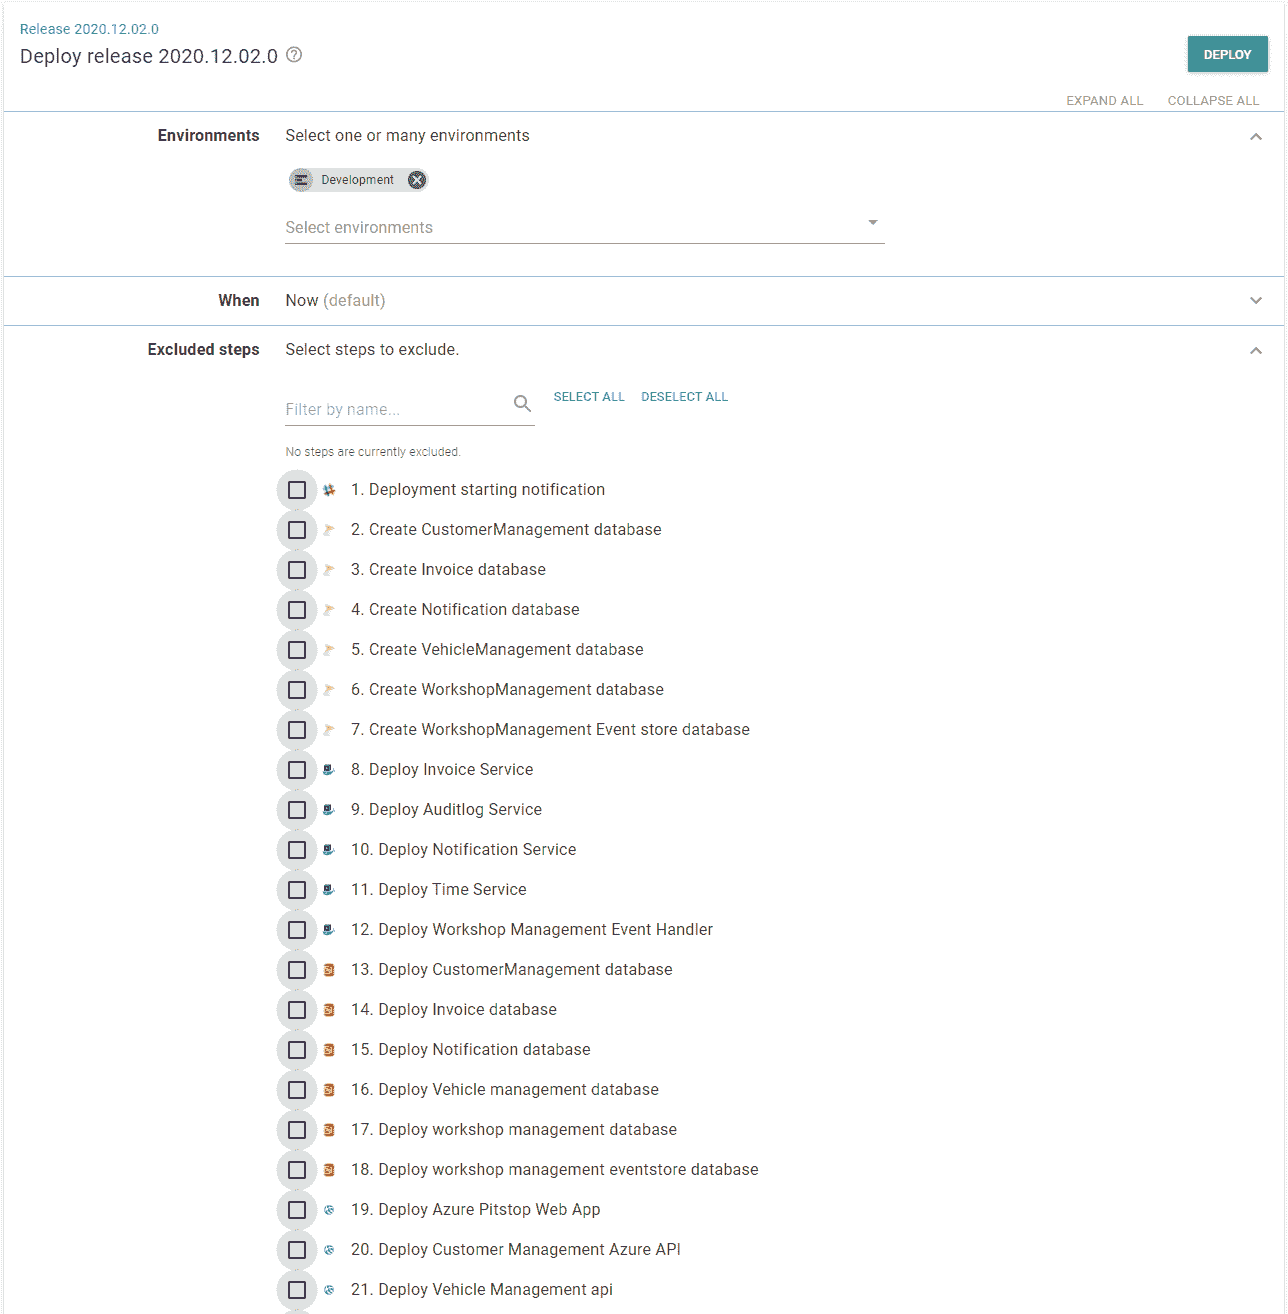 Release 2020.12.02.0
Deploy release 2020.12.02.0
DEPLOY
EXPAND ALL COLLAPSE ALL
Environments Select one or many environments
Development
Select environments
When Now (default)
Excluded steps Select steps to exclude.
Filter by name... SELECT ALL DESELECT ALL
No steps are currently excluded.
1. Deployment starting notification
2. Create CustomerManagement database
3. Create Invoice database
4. Create Notification database
5. Create VehicleManagement database
6. Create WorkshopManagement database
7. Create WorkshopManagement Event store database
8. Deploy Invoice Service
9. Deploy Auditlog Service
10. Deploy Notification Service
11. Deploy Time Service
12. Deploy Workshop Management Event Handler
13. Deploy CustomerManagement database
14. Deploy Invoice database
15. Deploy Notification database
16. Deploy Vehicle management database
17. Deploy workshop management database
18. Deploy workshop management eventstore database
19. Deploy Azure Pitstop Web App
20. Deploy Customer Management Azure API
21. Deploy Vehicle Management api